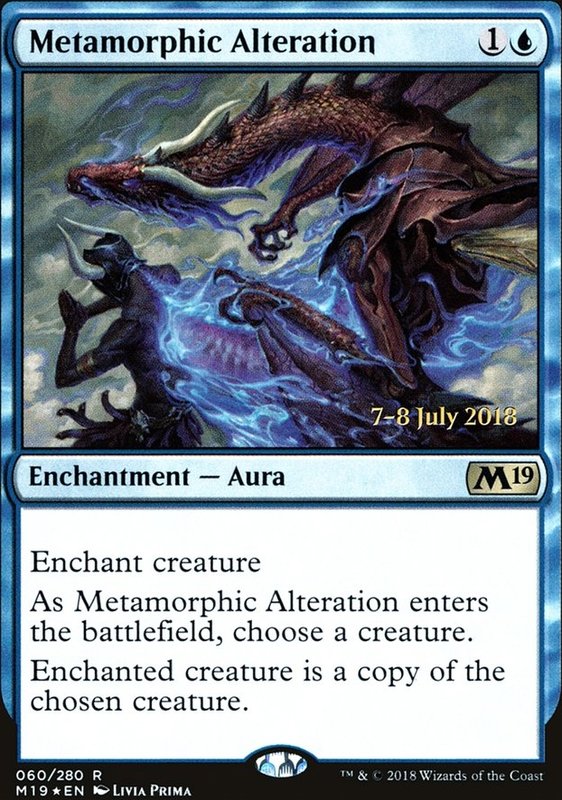 Metamorphic Alteration 1
7–8 July 2018
Enchantment — Aura M19
Enchant creature
As Metamorphic Alteration enters
the battlefield, choose a creature.
Enchanted creature is a copy of the
chosen creature.
060/280 R
M19 ★ EN Livia Prima
™ & © 2018 Wizards of the Coast